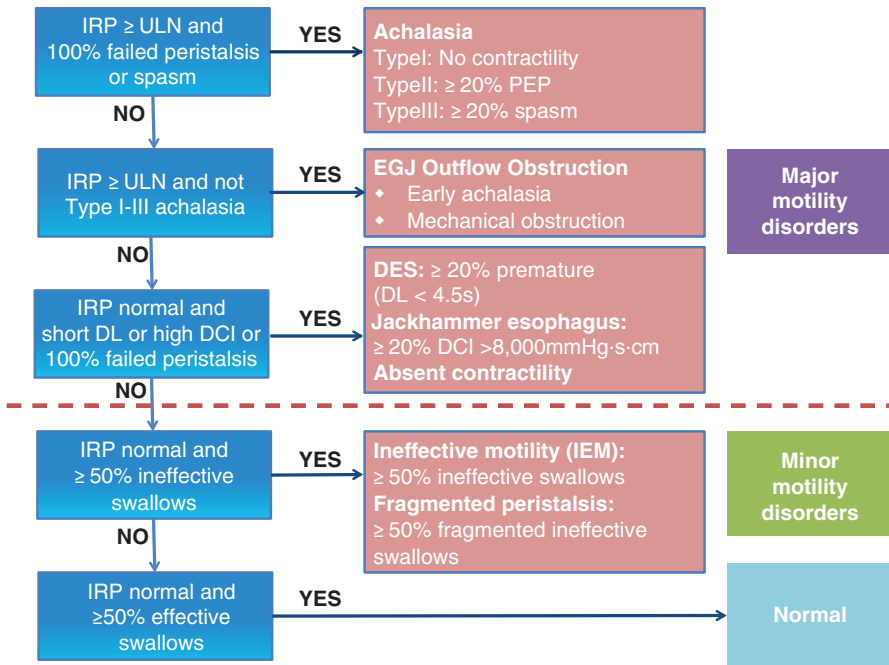 IRP ≥ ULN and
100% failed peristalsis
or spasm
YES
Achalasia
TypeI: No contractility
TypeII: ≥ 20% PEP
TypeIII: ≥ 20% spasm
NO
IRP ≥ ULN and not
Type I-III achalasia
YES
EGJ Outflow Obstruction
◆ Early achalasia
◆ Mechanical obstruction
Major
motility
disorders
NO
IRP normal and
short DL or high DCI or
100% failed peristalsis
YES
DES: ≥ 20% premature
(DL < 4.5s)
Jackhammer esophagus:
≥ 20% DCI >8,000mmHg·s·cm
Absent contractility
NO
IRP normal and
≥ 50% ineffective
swallows
YES
Ineffective motility (IEM):
≥ 50% ineffective swallows
Fragmented peristalsis:
≥ 50% fragmented ineffective
swallows
Minor
motility
disorders
NO
IRP normal and
≥50% effective
swallows
YES
Normal